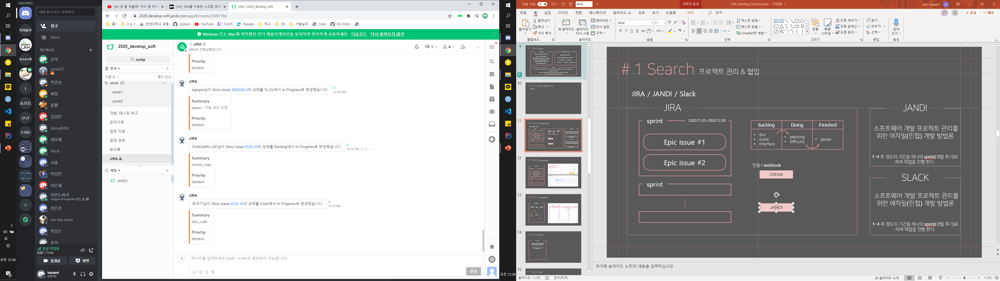 DISCORD
대화 찾기 또는 시작하기
친구
Nitro
개인 메시지
모작
annie♡
박준성
써밍
뚱빱
길정민
alsrud606
레포에
MoJi
시홍
박상민
이은제
하얀도화지
League of Legends 하는 중
정은진
me the newb
박성우
효석
음성 연결됨
팀플1 / DuBu
동영상
화면
iopopoi
#2976
오전 12:38
START LINK
소프트
ㄹㄹ
2-0&1
(36) 궁 좀 줘볼래? 캐리 좀 하게
[SW] JIRA를 이용한 스크럼 프로
JIRA | 2020_develop_soft
2020-develop-soft.jandi.com/app/#!/room/23097194
홈?
0 & 1
한양대학교 포털
iopopoi
YouTube
Twitch
Papago
학교
DB
개발실무
DuBu
Git-DUBU
Windows 또는 Mac에 최적화된 잔디 애플리케이션을 설치하여 편리하게 사용하세요. 다운로드 다시 묻어보지 않기
2020_develop_soft
Jump
토픽
이름 순
폴더 생성
week (2)
week1
week2
개발, 테스트 보고
공지사항
업무 자료
일정 공유
회의록
JIRA
채팅
JANDI
JIRA
JIRA의 진행상황입니다
1
4
Priority
Medium
JIRA
iopopoi님이 Story Issue XB2020-4의 상태를 To Do에서 In Progress로 변경했습니다.
3
10:28 PM
Summary
pause - 기능 코드 수정
Priority
Medium
JIRA
SUNGMIN LEE님이 Story Issue KDS-19의 상태를 Backlog에서 In Progress로 변경했습니다.
3
10:37 PM
Summary
record_code
Priority
Medium
JIRA
푸더기님이 Story Issue KDS-16의 상태를 Done에서 In Progress로 변경했습니다.
3
11:25 PM
Summary
duo_code
Priority
Medium
메시지를 입력하세요 (Shift + Enter로 줄바꿈이 가능합니다)
전송
오전 12:38
자동 저장
Arial
그리기 도구
Soft_Develop_Practice.pptx - 저장됨
kim hyewon
KH
파일 홈 삽입 디자인 전환 애니메이션 슬라이드 쇼 검토 보기 도움말 서식 검색
공유
메모
붙여넣기
잘라내기
복사
서식 복사
클립보드
새 슬라이드
슬라이드 다시 사용
레이아웃
다시 설정
구역
슬라이드
Arial
11
글꼴
텍스트 방향
텍스트 맞춤
SmartArt로 변환
단락
정렬
빠른 스타일
도형 채우기
도형 윤곽선
도형 효과
그리기
찾기
바꾸기
선택
편집
받아쓰기
음성
9
10
11
12
13
14
15
# 1 Search 프로젝트 관리 & 협업
JIRA / JANDI / Slack
JIRA
sprint
2020.11.20~2020.12.20
Epic issue #1
Epic issue #2
sprint
backlog Doing Finished
• duo
• score
• interface
• planning
• difficulty
• pause
연동 / webhook
GitHub
JANDI
JANDI
소프트웨어 개발 프로젝트 관리를
위한 애자일(민첩) 개발 방법론
1~4 주 정도의 기간을 하나의 sprint(개발 주기)로
하여 작업을 진행 한다.
SLACK
소프트웨어 개발 프로젝트 관리를
위한 애자일(민첩) 개발 방법론
1~4 주 정도의 기간을 하나의 sprint(개발 주기)로
하여 작업을 진행 한다.
여기에 슬라이드 노트의 내용을 입력하십시오
슬라이드 11/25
영어(미국)
슬라이드 노트
113%